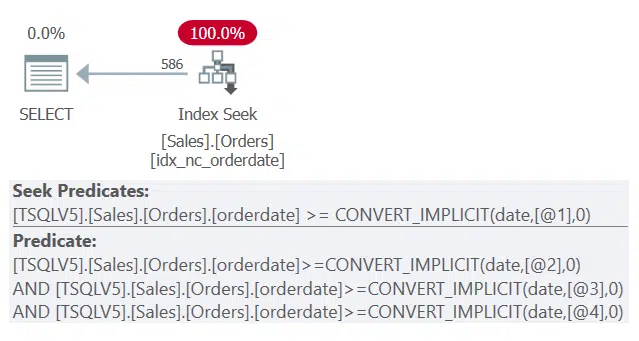 0.0%
100.0%
586
SELECT
Index Seek
[Sales].[Orders]
[idx_nc_orderdate]
Seek Predicates:
[TSQLV5].[Sales].[Orders].[orderdate] >= CONVERT_IMPLICIT(date,[@1],0)
Predicate:
[TSQLV5].[Sales].[Orders].[orderdate]>=CONVERT_IMPLICIT(date,[@2],0)
AND [TSQLV5].[Sales].[Orders].[orderdate]>=CONVERT_IMPLICIT(date,[@3],0)
AND [TSQLV5].[Sales].[Orders].[orderdate]>=CONVERT_IMPLICIT(date,[@4],0)